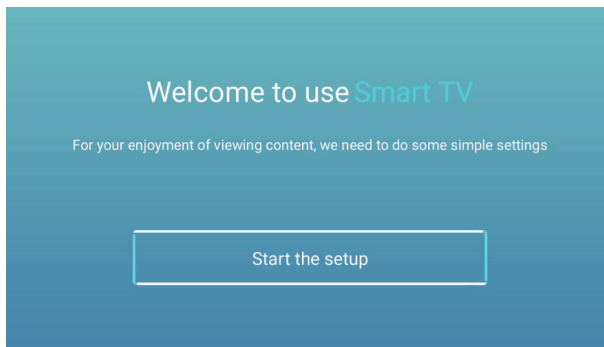 Welcome to use Smart TV
For your enjoyment of viewing content, we need to do some simple settings
Start the setup